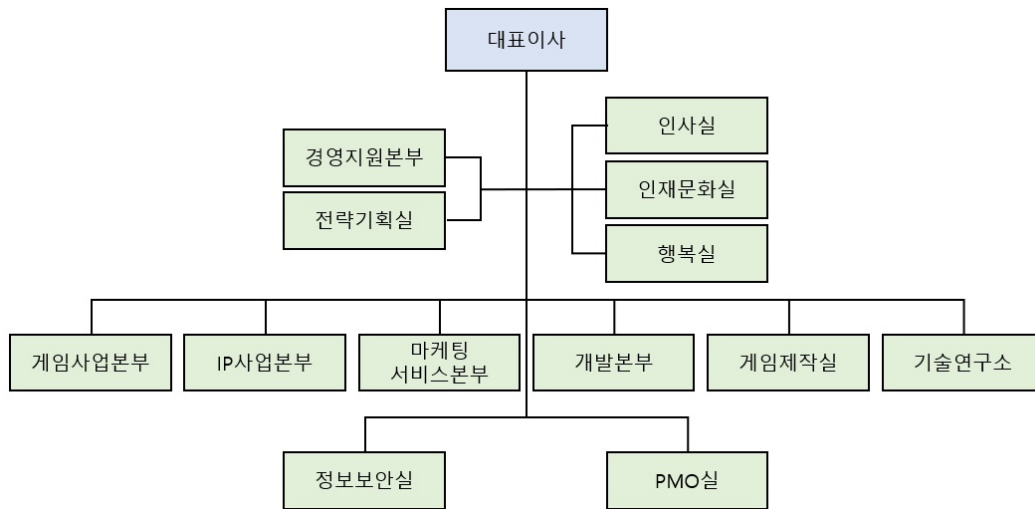 대표이사
인사실
경영지원본부
인재문화실
전략기획실
행복실
게임사업본부
IP사업본부
마케팅
서비스본부
개발본부
게임제작실
기술연구소
정보보안실
PMO실